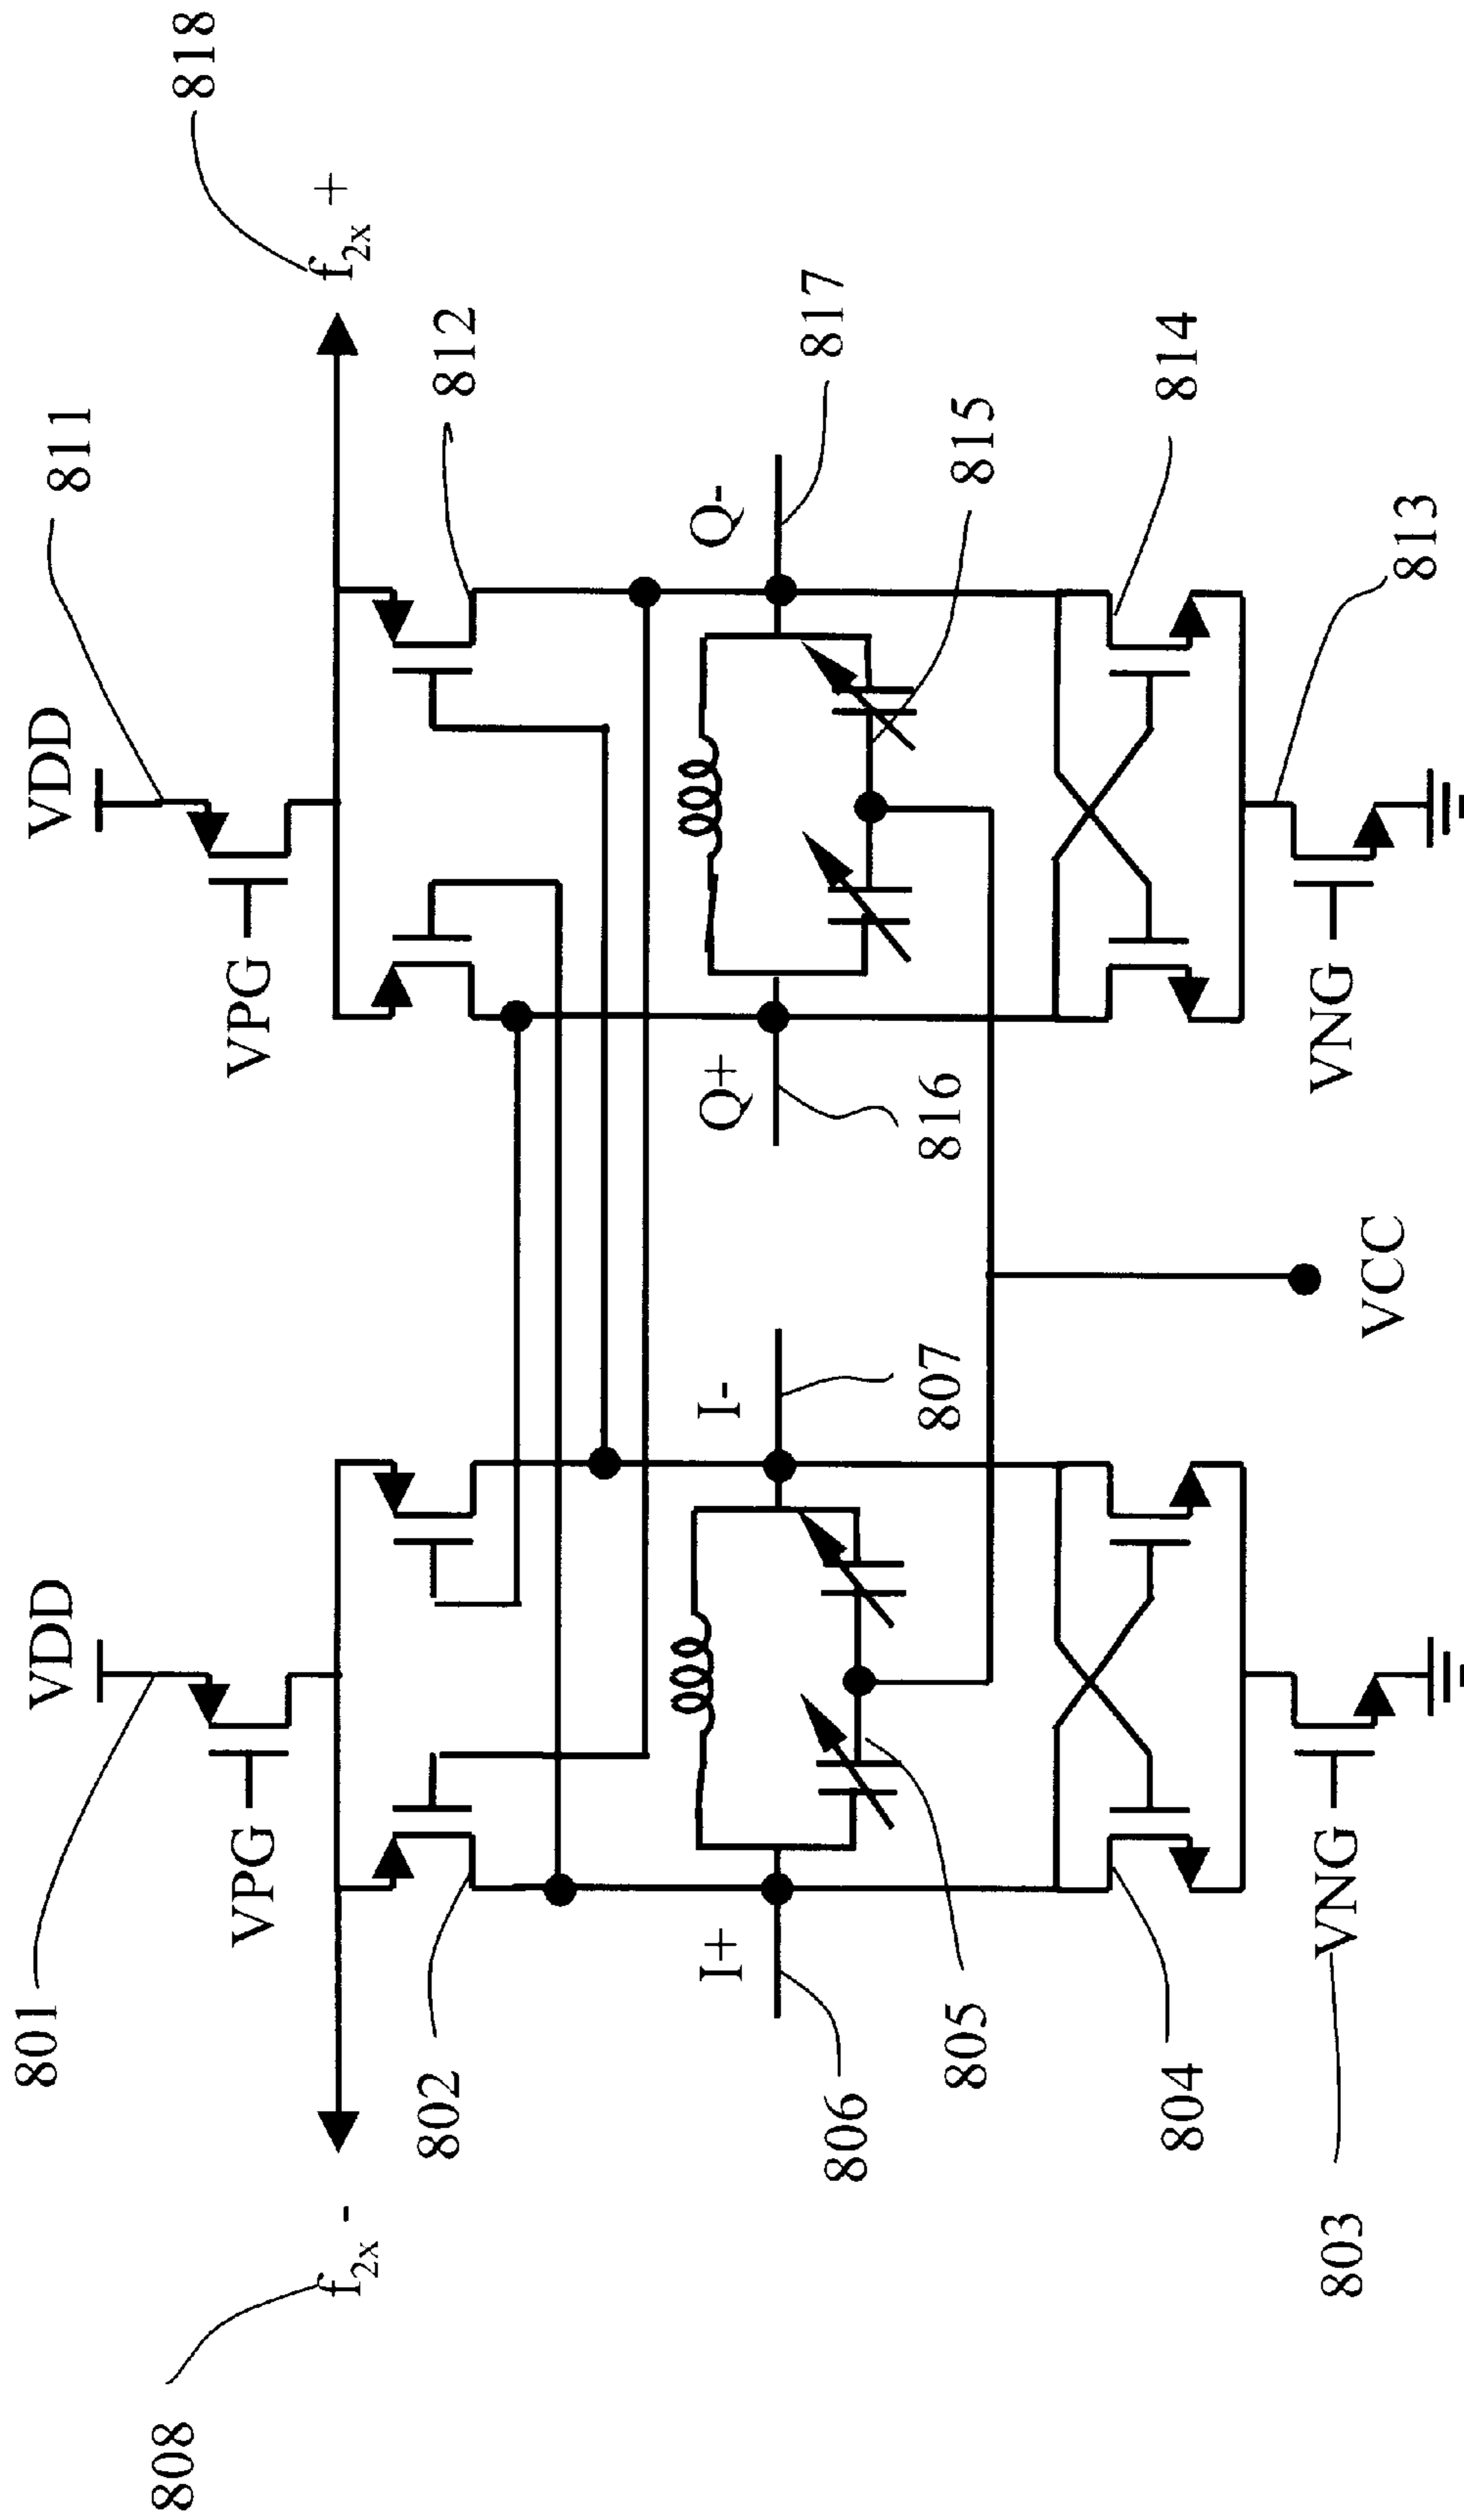 801
VDD
VDD
811
818
808
f2x -
f2x +
VPG
VPG
802
812
I+
I-
Q+
Q-
806
807
816
817
805
815
804
814
803
VNG
VCC
VNG
813